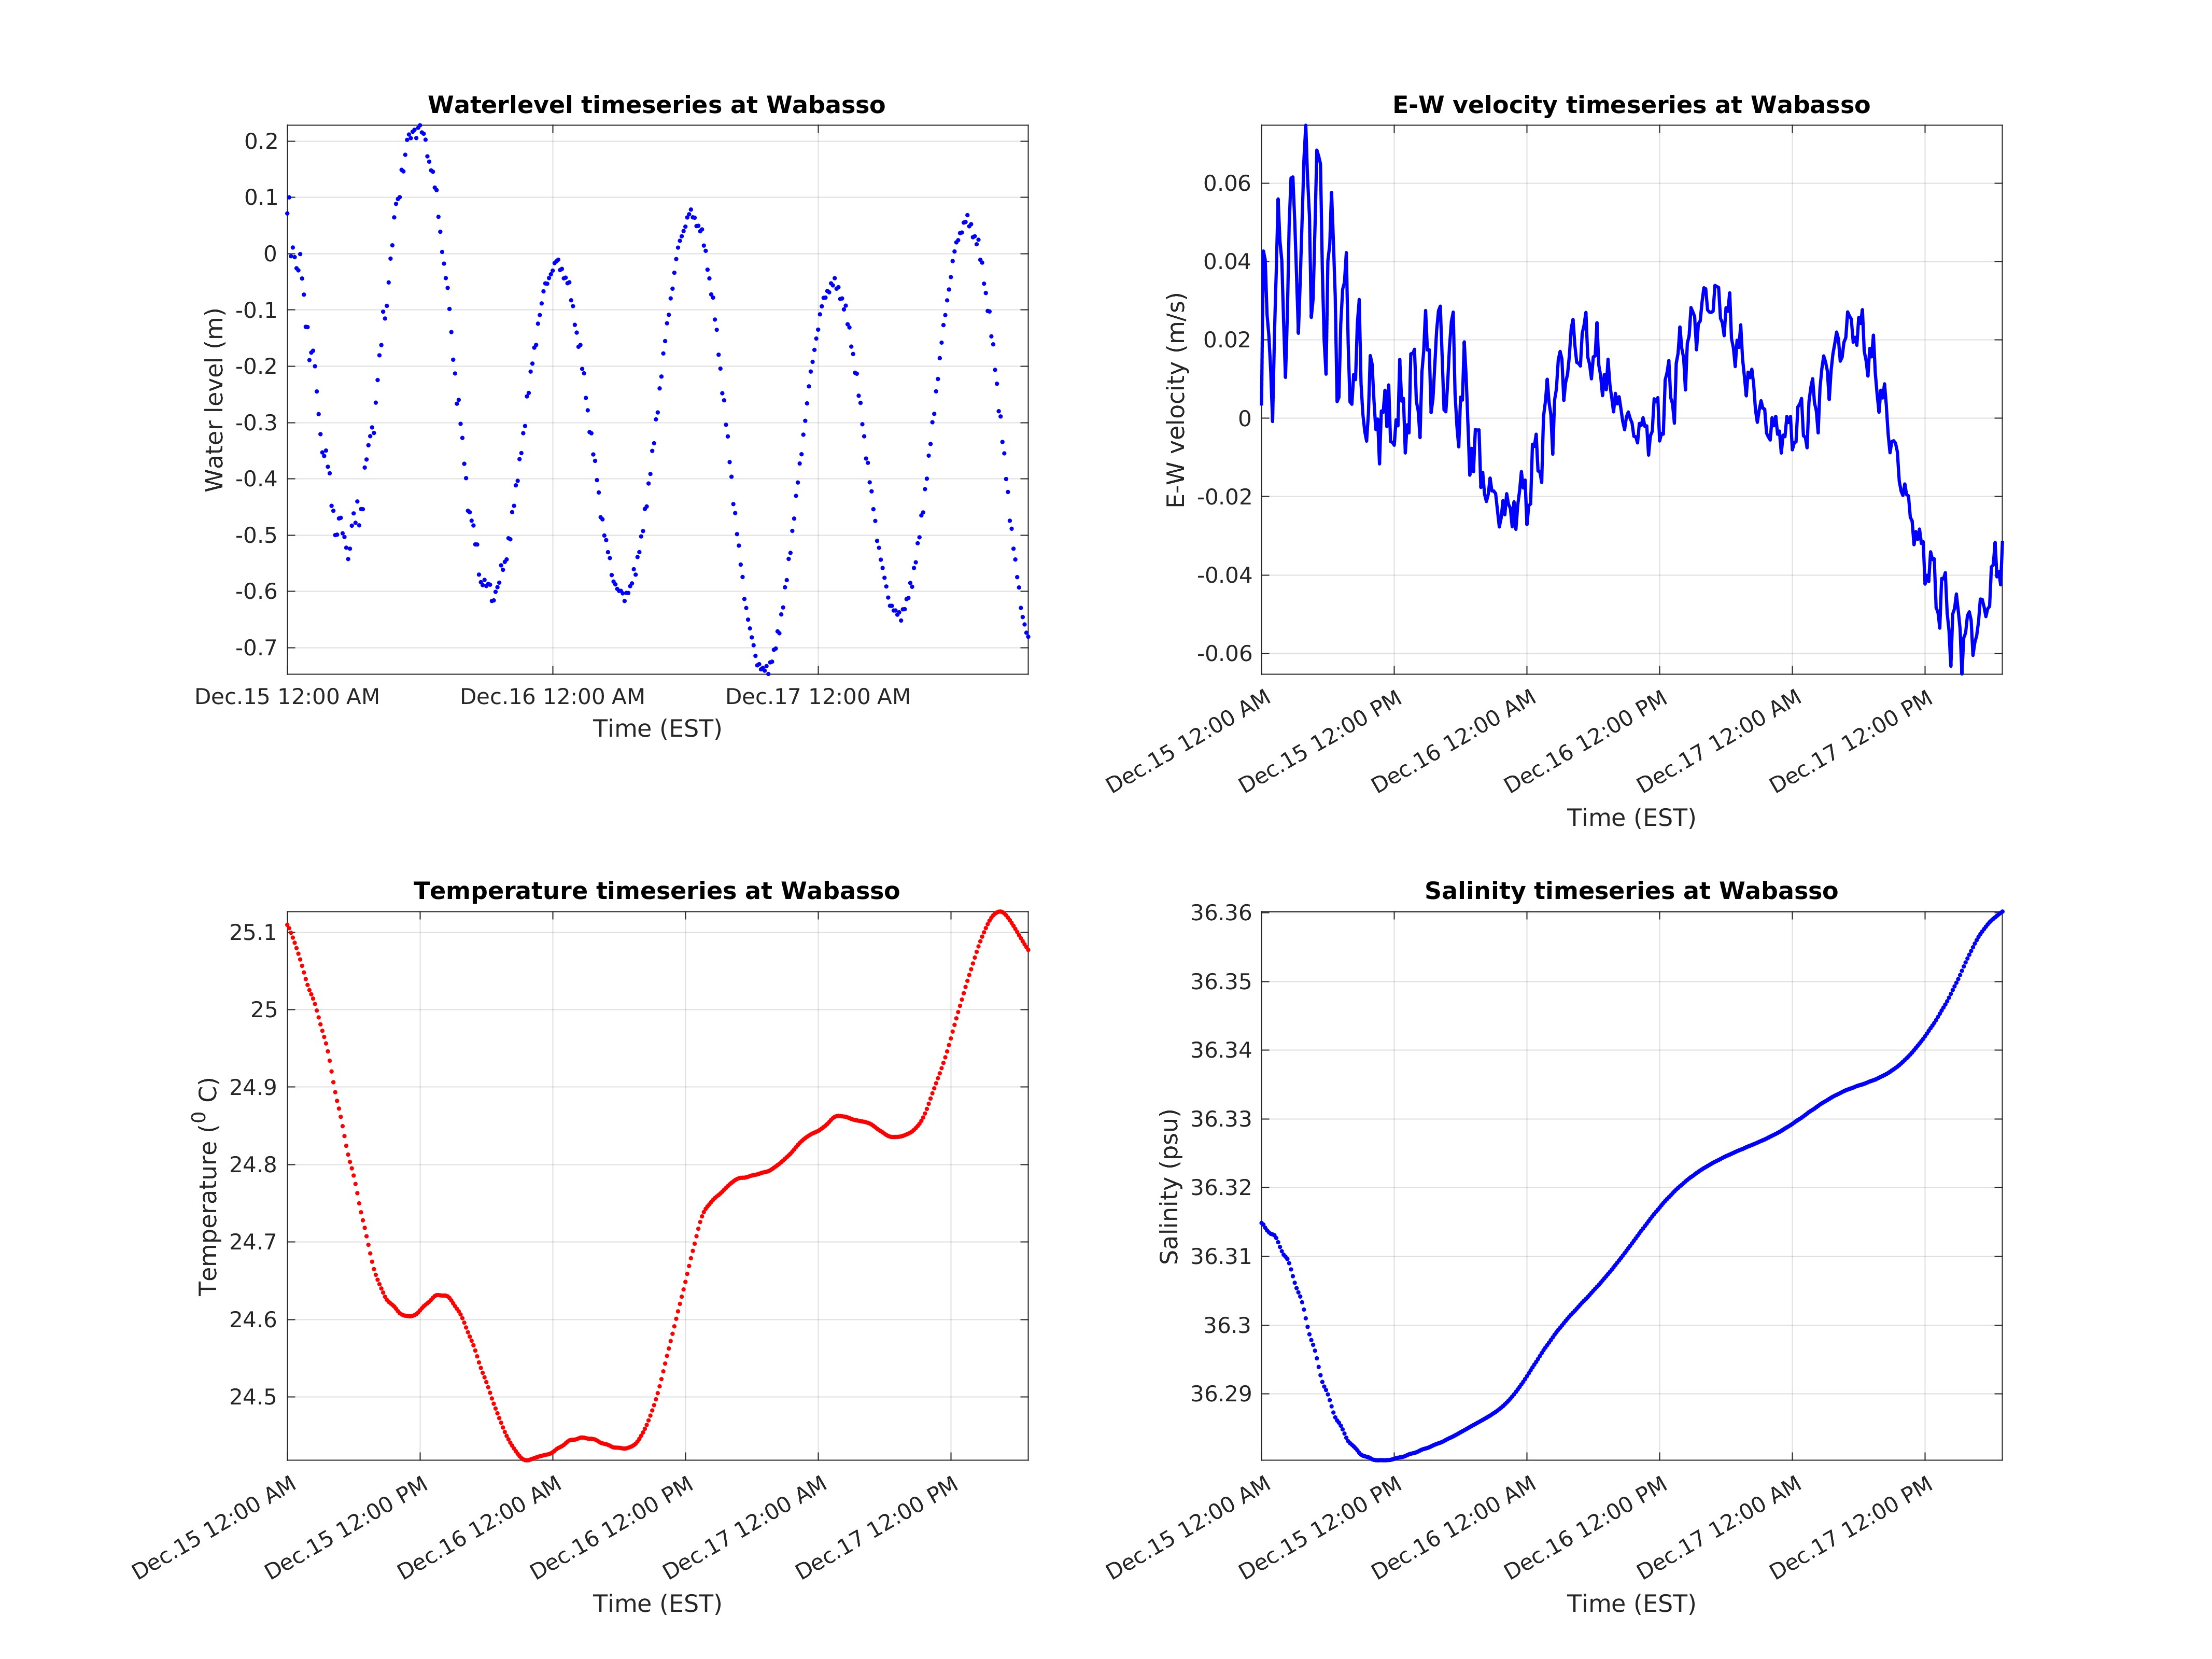 Waterlevel timeseries at Wabasso
Water level (m)
0.2
0.1
0
-0.1
-0.2
-0.3
-0.4
-0.5
-0.6
-0.7
Dec.15 12:00 AM
Dec.16 12:00 AM
Dec.17 12:00 AM
Time (EST)
E-W velocity timeseries at Wabasso
E-W velocity (m/s)
0.06
0.04
0.02
0
-0.02
-0.04
-0.06
Dec.15 12:00 AM
Dec.15 12:00 PM
Dec.16 12:00 AM
Dec.16 12:00 PM
Dec.17 12:00 AM
Dec.17 12:00 PM
Time (EST)
Temperature timeseries at Wabasso
Temperature (⁰ C)
25.1
25
24.9
24.8
24.7
24.6
24.5
Dec.15 12:00 AM
Dec.15 12:00 PM
Dec.16 12:00 AM
Dec.16 12:00 PM
Dec.17 12:00 AM
Dec.17 12:00 PM
Time (EST)
Salinity timeseries at Wabasso
Salinity (psu)
36.36
36.35
36.34
36.33
36.32
36.31
36.3
36.29
Dec.15 12:00 AM
Dec.15 12:00 PM
Dec.16 12:00 AM
Dec.16 12:00 PM
Dec.17 12:00 AM
Dec.17 12:00 PM
Time (EST)